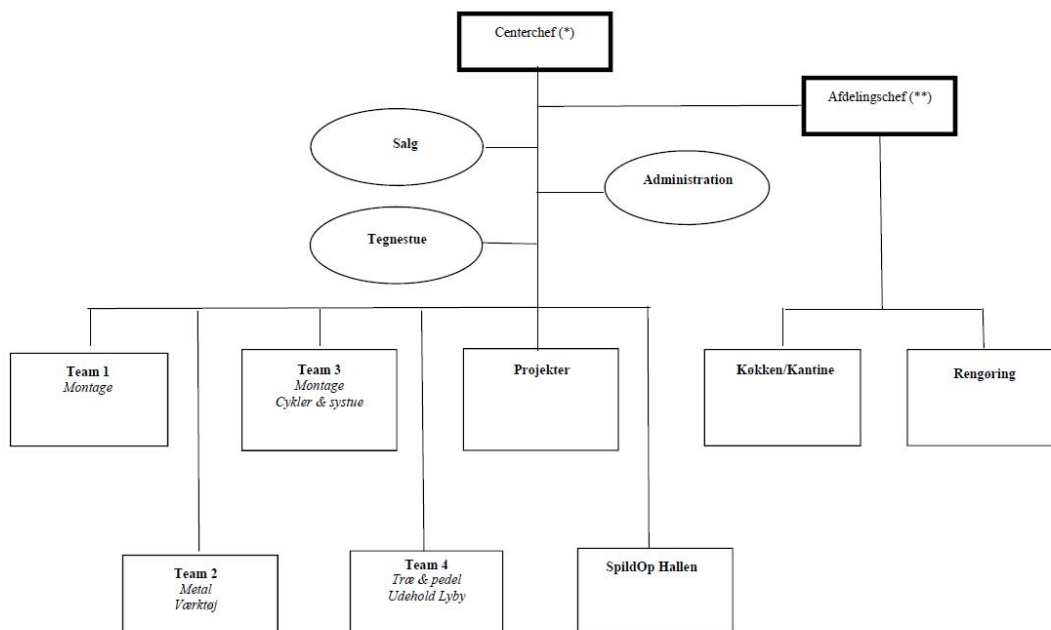 Centerchef (*)
Afdelingschef (**)
Salg
Administration
Tegnestue
Team 1
Montage
Team 3
Montage
Cykler & systue
Projekter
Køkken/Kantine
Rengøring
Team 2
Metal
Værktøj
Team 4
Træ & pedel
Udehold Lyby
SpildOp Hallen